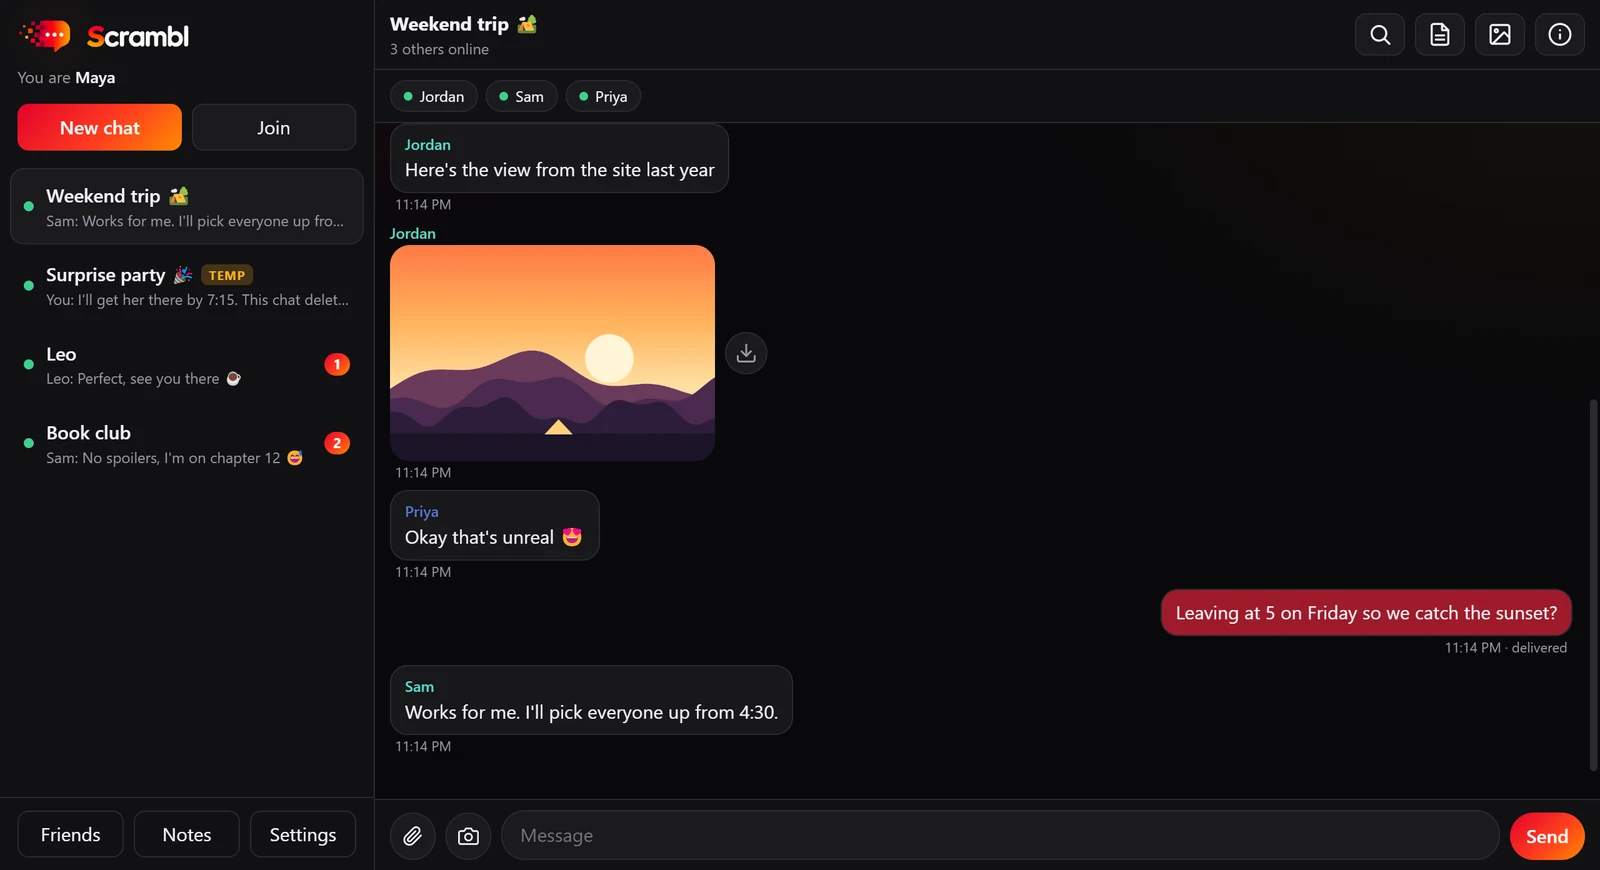 Scrambl
You are Maya
New chat
Join
Weekend trip 🏕️
Sam: Works for me. I'll pick everyone up fro...
Surprise party 🎉 TEMP
You: I'll get her there by 7:15. This chat delet...
Leo
Leo: Perfect, see you there ☕
1
Book club
Sam: No spoilers, I'm on chapter 12 😅
2
Friends
Notes
Settings
Weekend trip 🏕️
3 others online
Jordan
Sam
Priya
Jordan
Here's the view from the site last year
11:14 PM
Jordan
11:14 PM
Priya
Okay that's unreal 😍
11:14 PM
Leaving at 5 on Friday so we catch the sunset?
11:14 PM · delivered
Sam
Works for me. I'll pick everyone up from 4:30.
11:14 PM
Message
Send